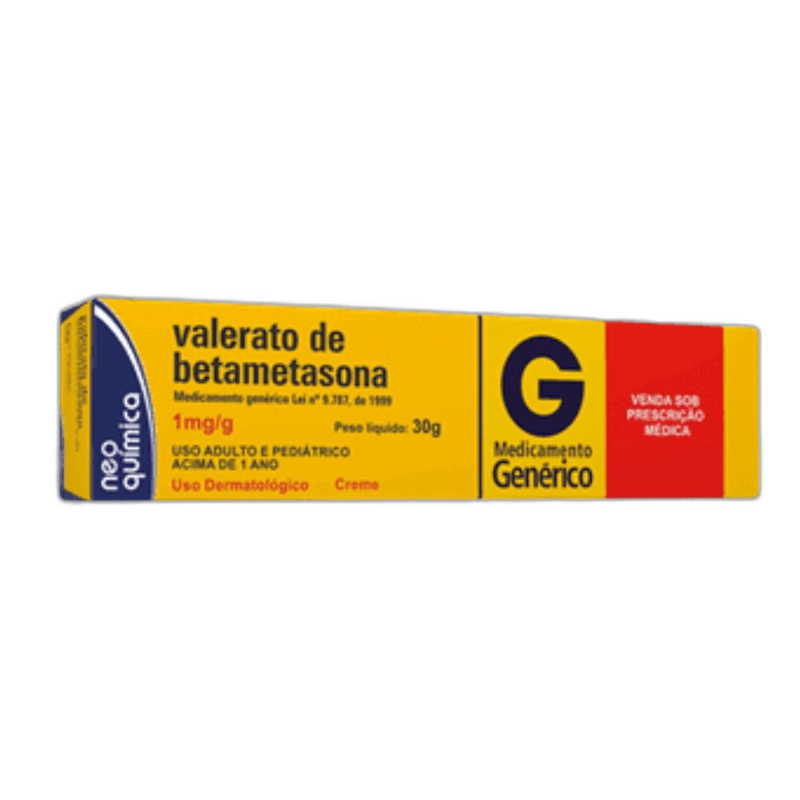 valerato de
betametasona
Medicamento genérico Lei nº 9.787, de 1999
1mg/g
Peso líquido: 30g
USO ADULTO E PEDIÁTRICO
ACIMA DE 1 ANO
Uso Dermatológico Creme
neo
química
G
Medicamento
Genérico
VENDA SOB
PRESCRIÇÃO
MÉDICA